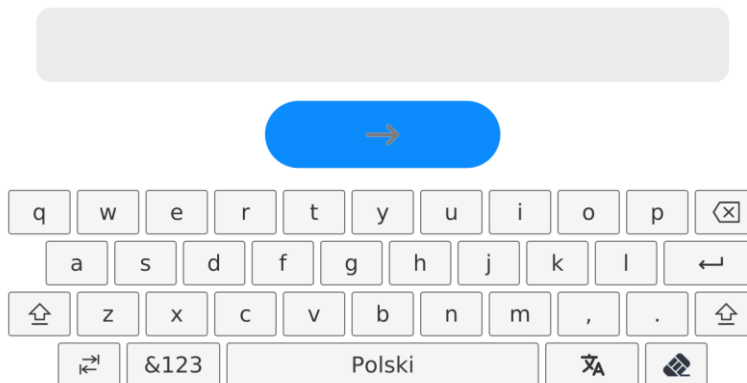 q w e r t y u i o p
a s d f g h j k l
z x c v b n m , .
&123 Polski